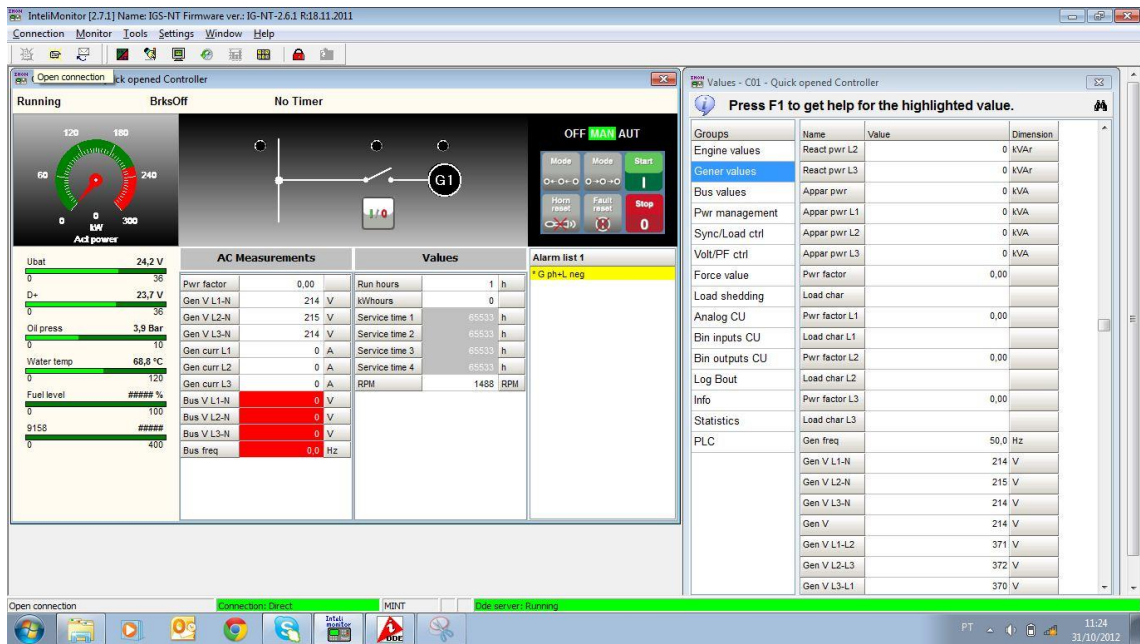 InteliMonitor [2.7.1] Name: IGS-NT Firmware ver.: IG-NT-2.6.1 R:18.11.2011
Connection Monitor Tools Settings Window Help
Open connection
ck opened Controller
Running BrksOff No Timer
0 60 120 180 240 300
0
kW
Act power
G1
I/0
OFF MAN AUT
Mode Mode Start
I
Horn reset Fault reset Stop
0
Ubat 24,2 V
0 36
D+ 23,7 V
0 36
Oil press 3,9 Bar
0 10
Water temp 68,8 °C
0 120
Fuel level ##### %
0 100
9158 #####
0 400
AC Measurements
Pwr factor 0,00
Gen V L1-N 214 V
Gen V L2-N 215 V
Gen V L3-N 214 V
Gen curr L1 0 A
Gen curr L2 0 A
Gen curr L3 0 A
Bus V L1-N 0 V
Bus V L2-N 0 V
Bus V L3-N 0 V
Bus freq 0,0 Hz
Values
Run hours 1 h
kWhours 0
Service time 1 65533 h
Service time 2 65533 h
Service time 3 65533 h
Service time 4 65533 h
RPM 1488 RPM
Alarm list 1
* G ph+L neg
Values - C01 - Quick opened Controller
Press F1 to get help for the highlighted value.
Groups
Engine values
Gener values
Bus values
Pwr management
Sync/Load ctrl
Volt/PF ctrl
Force value
Load shedding
Analog CU
Bin inputs CU
Bin outputs CU
Log Bout
Info
Statistics
PLC
Name Value Dimension
React pwr L2 0 kVAr
React pwr L3 0 kVAr
Appar pwr 0 kVA
Appar pwr L1 0 kVA
Appar pwr L2 0 kVA
Appar pwr L3 0 kVA
Pwr factor 0,00
Load char
Pwr factor L1 0,00
Load char L1
Pwr factor L2 0,00
Load char L2
Pwr factor L3 0,00
Load char L3
Gen freq 50,0 Hz
Gen V L1-N 214 V
Gen V L2-N 215 V
Gen V L3-N 214 V
Gen V 214 V
Gen V L1-L2 371 V
Gen V L2-L3 372 V
Gen V L3-L1 370 V
Open connection Connection: Direct MINT Dde server: Running
Inteli monitor
DDE
PT
11:24
31/10/2012